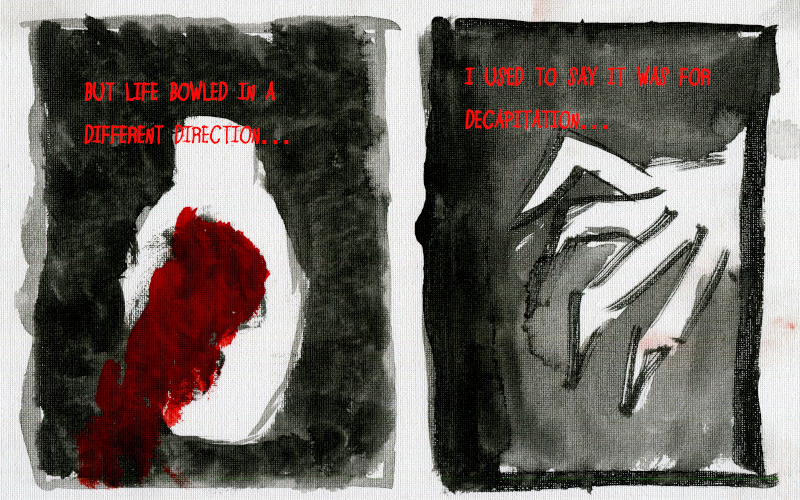 BUT LIFE BOWLED IN A
DIFFERENT DIRECTION...
I USED TO SAY IT WAS FOR
DECAPITATION...